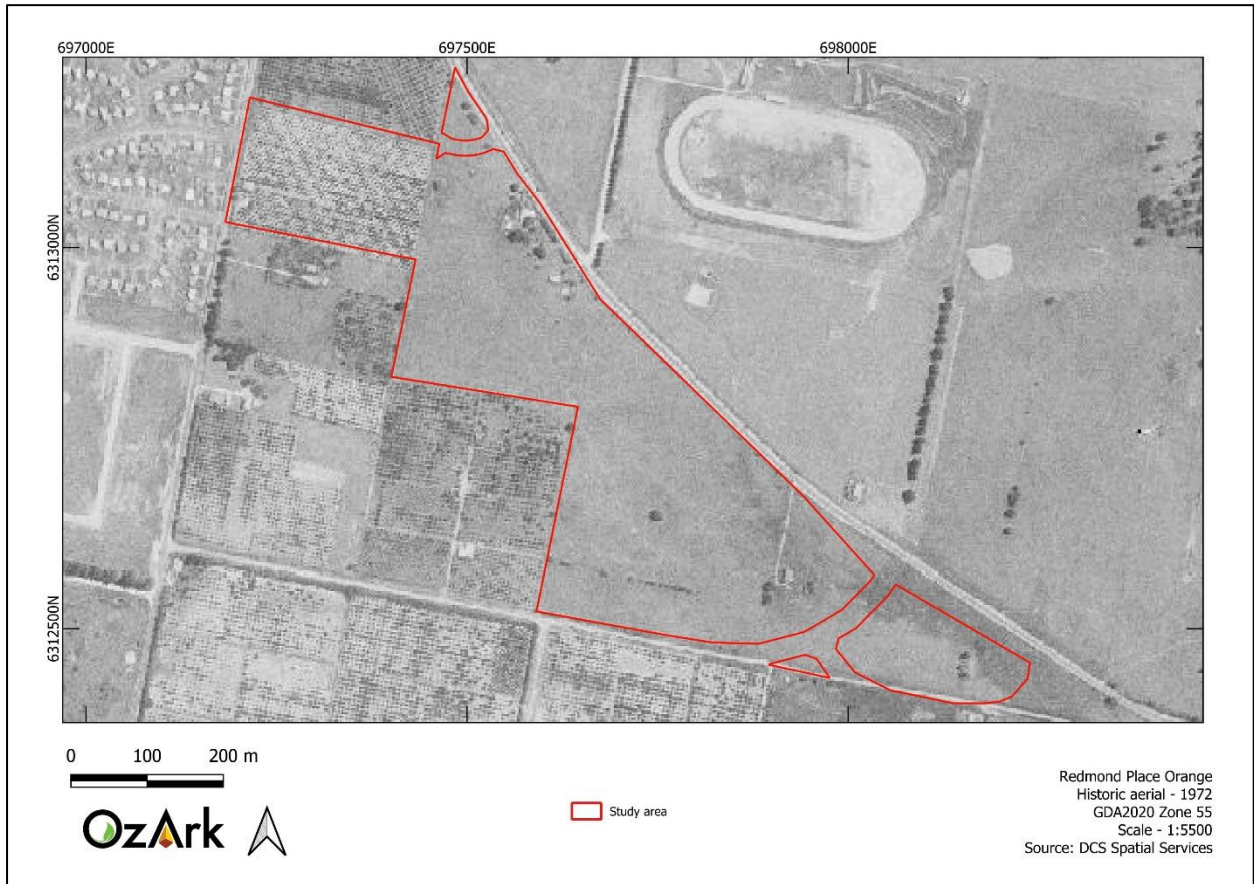 697000E
697500E
698000E
6313000N
6312500N
0 100 200 m
OzArk
Study area
Redmond Place Orange
Historic aerial - 1972
GDA2020 Zone 55
Scale - 1:5500
Source: DCS Spatial Services